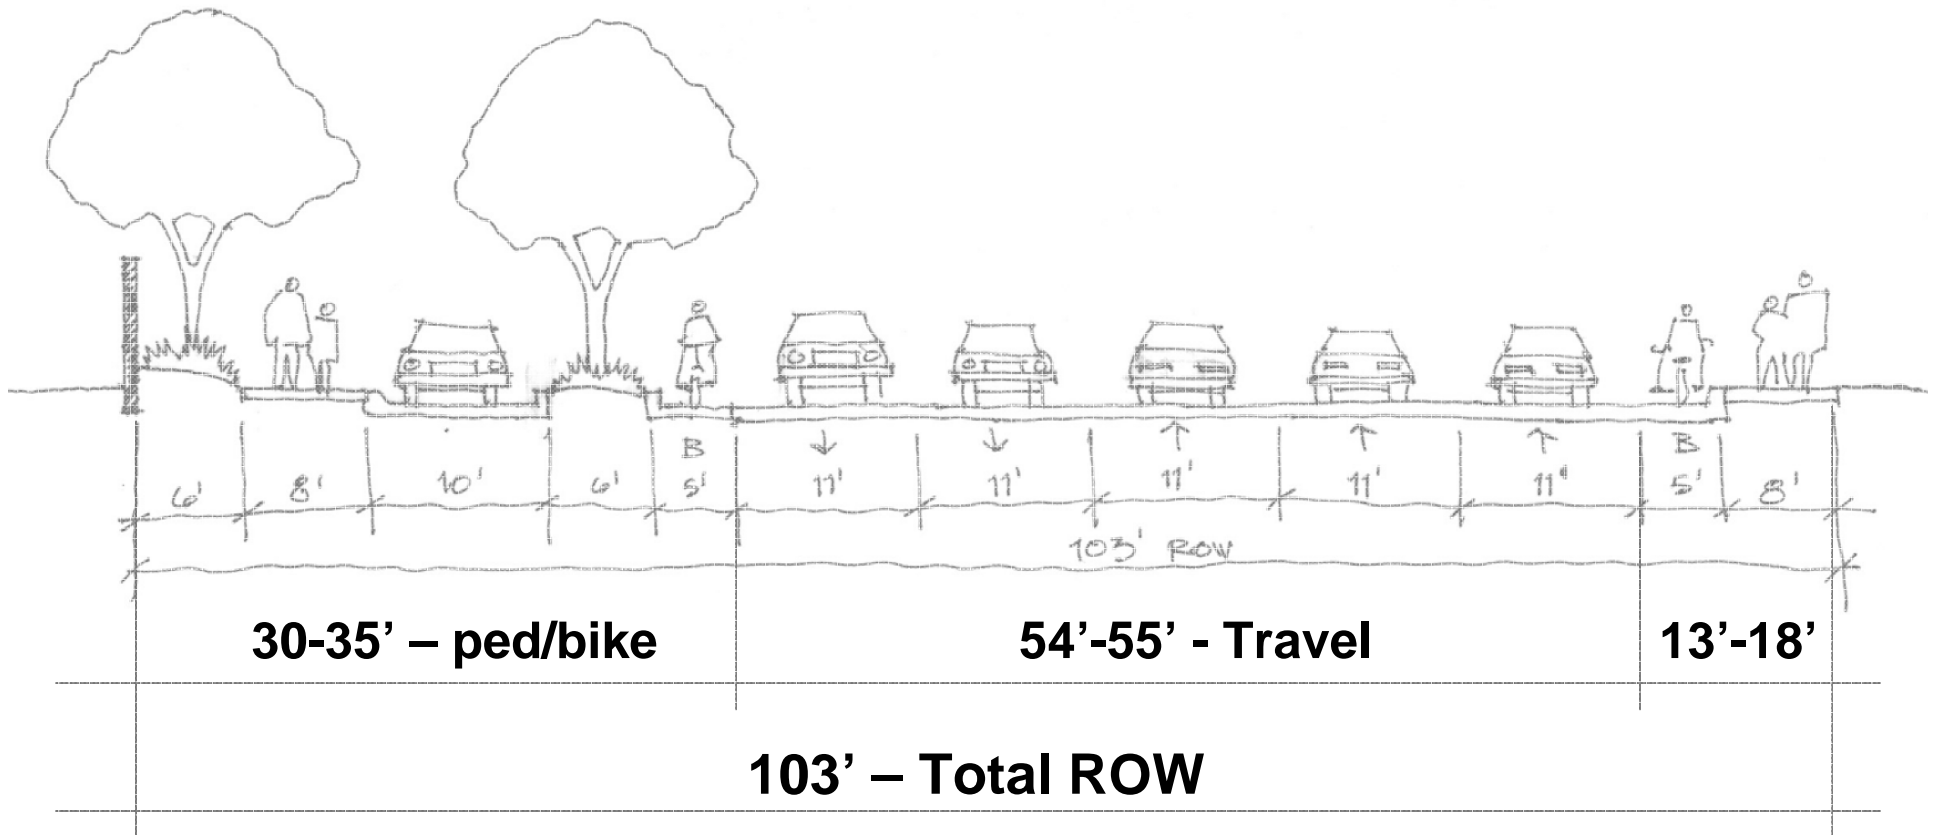 B B
6' 8' 10' 6' 5' 11' 11' 11' 11' 11' 5' 8'
103' ROW
30-35’ – ped/bike 54’-55’ - Travel 13’-18’
103’ – Total ROW